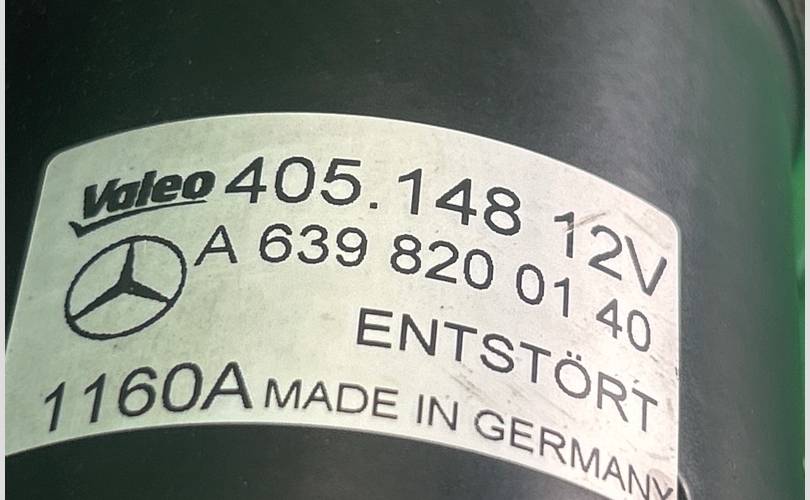 Valeo 405.148 12V
A 639 820 01 40
ENTSTÖRT
1160A MADE IN GERMANY